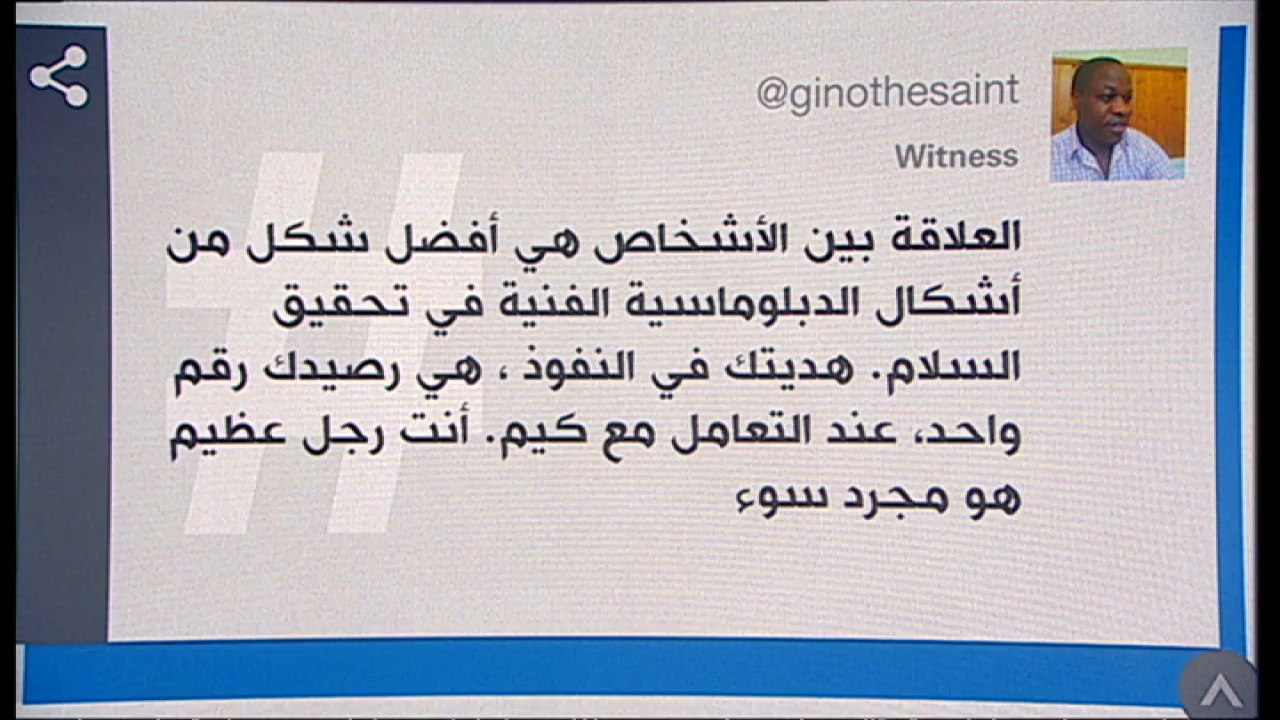 @ginothesaint
Witness
العلاقة بين الأشخاص هي أفضل شكل من
أشكال الدبلوماسية الفنية في تحقيق
السلام. هديتك في النفوذ ، هي رصيدك رقم
واحد، عند التعامل مع كيم. أنت رجل عظيم
هو مجرد سوء